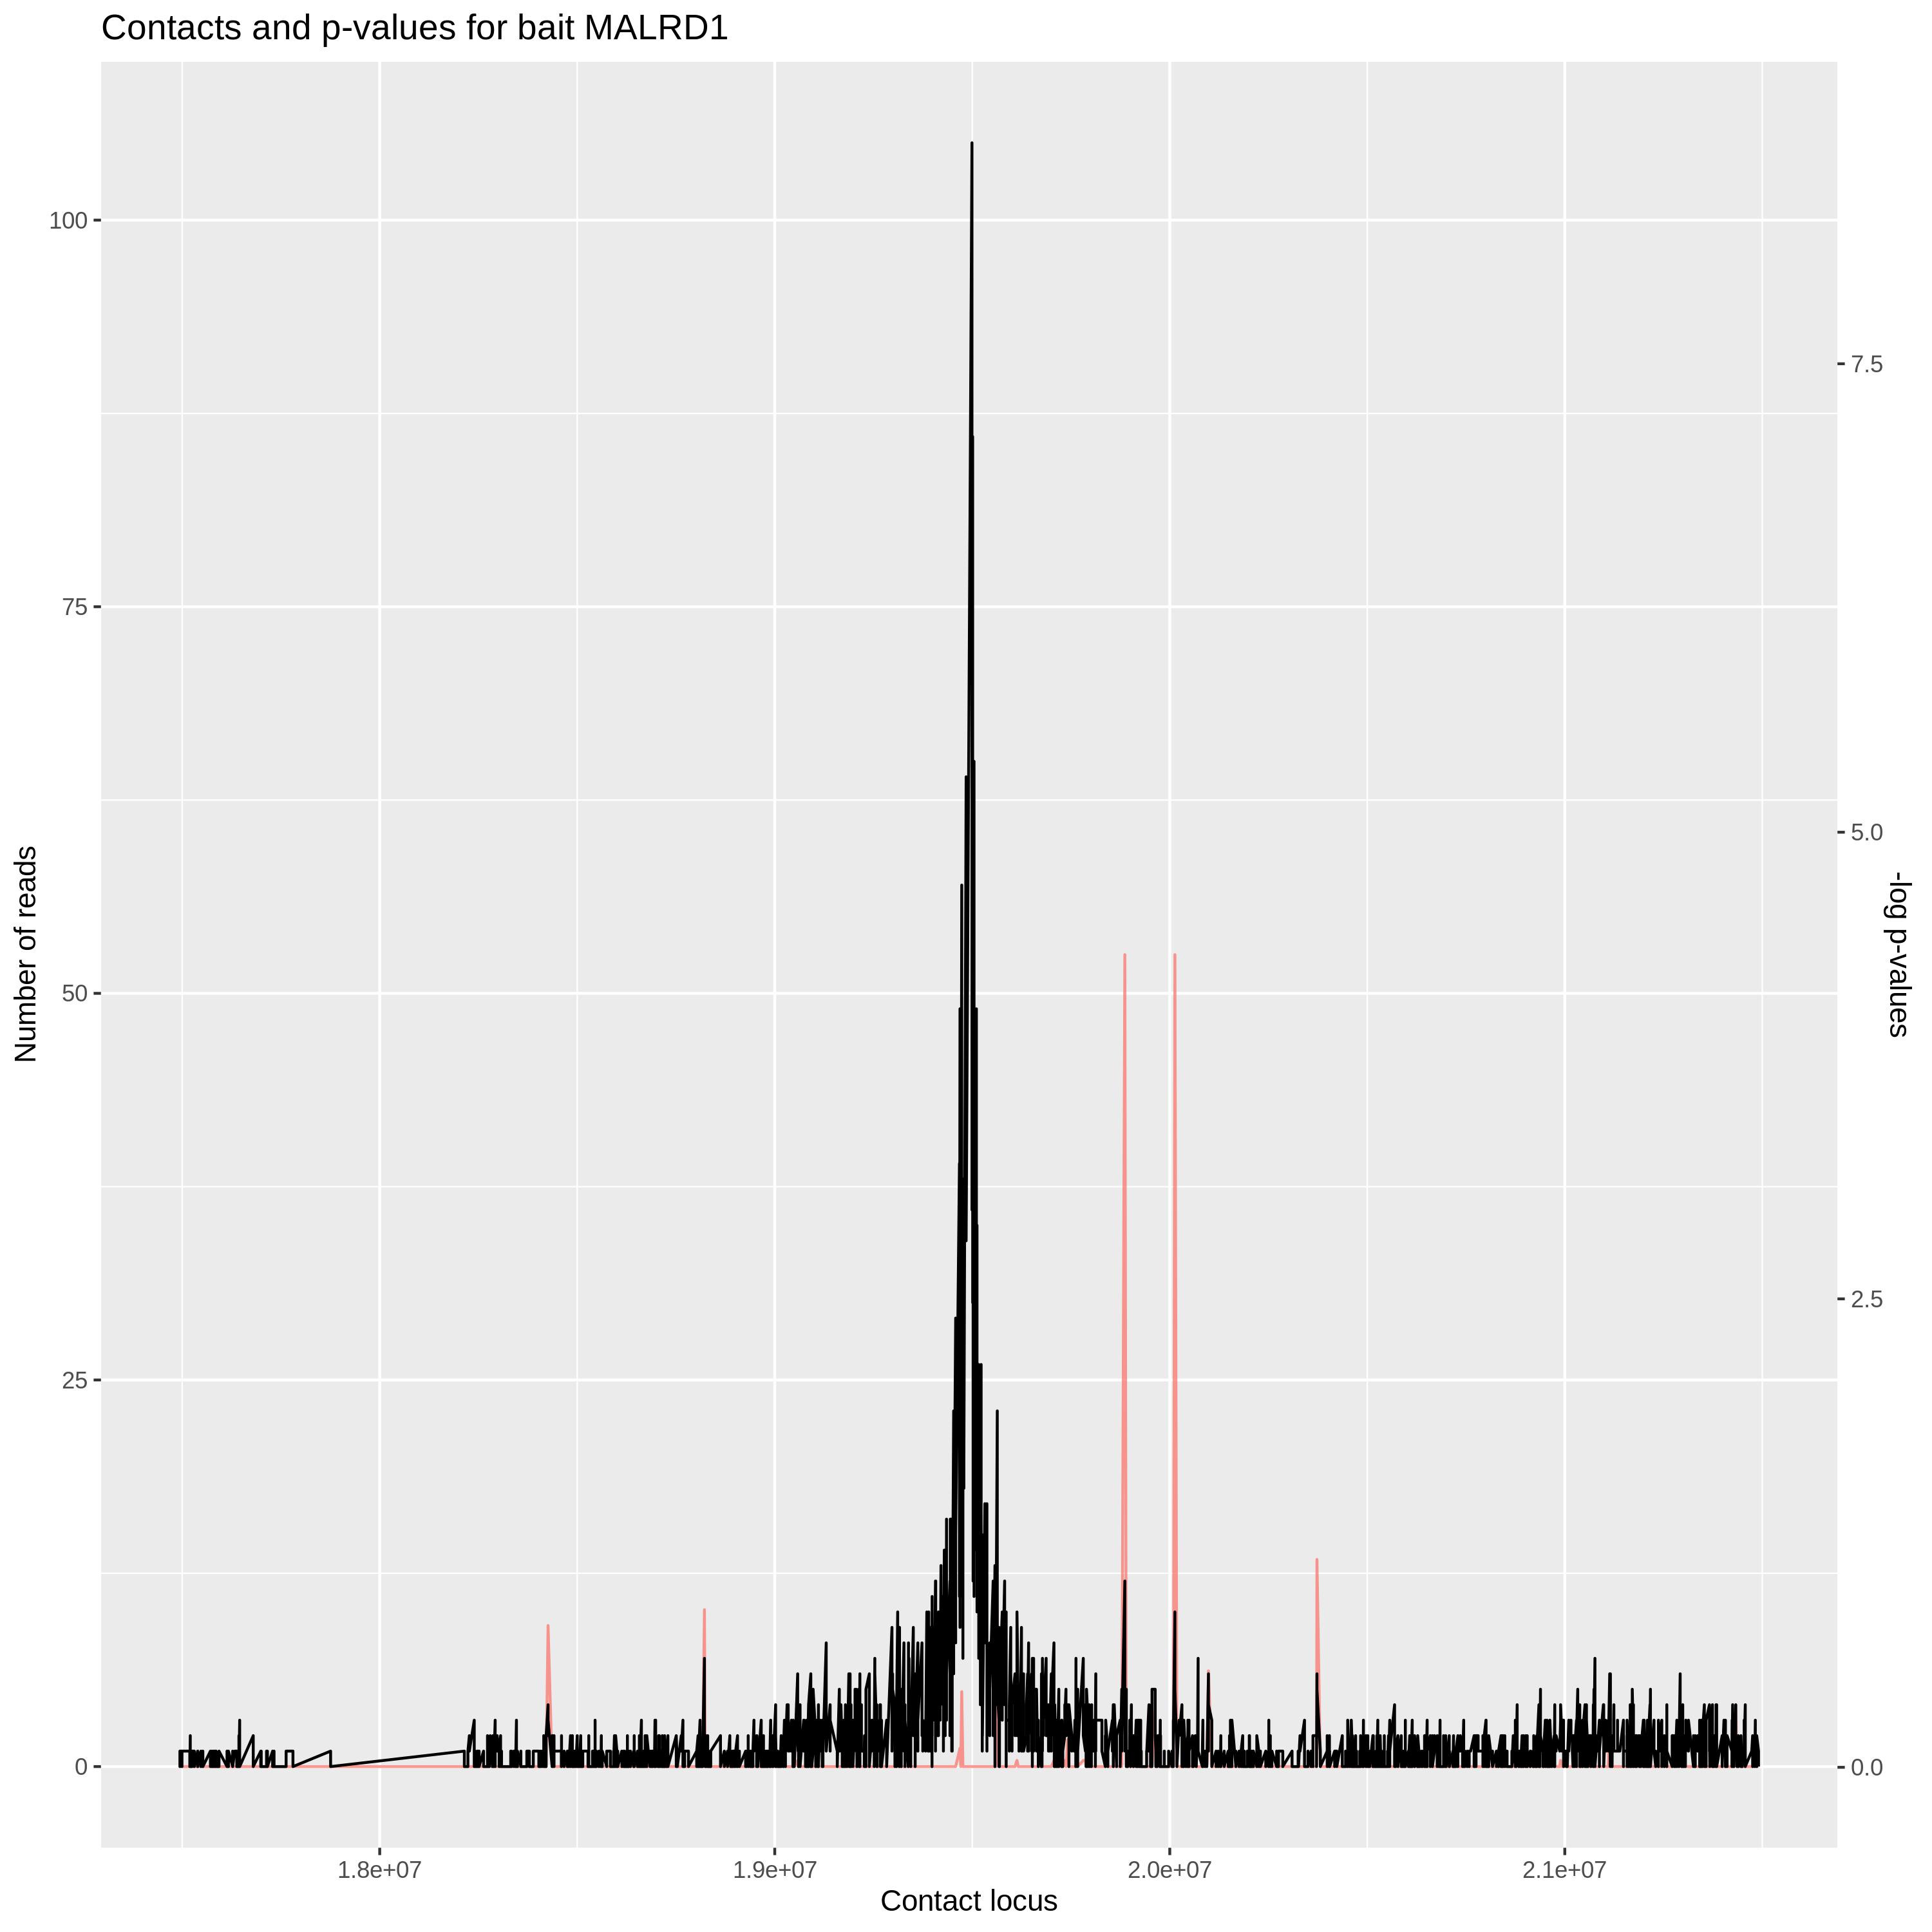 Contacts and p-values for bait MALRD1
100
75
50
25
0
Number of reads
7.5
5.0
2.5
0.0
-log p-values
1.8e+07
1.9e+07
2.0e+07
2.1e+07
Contact locus